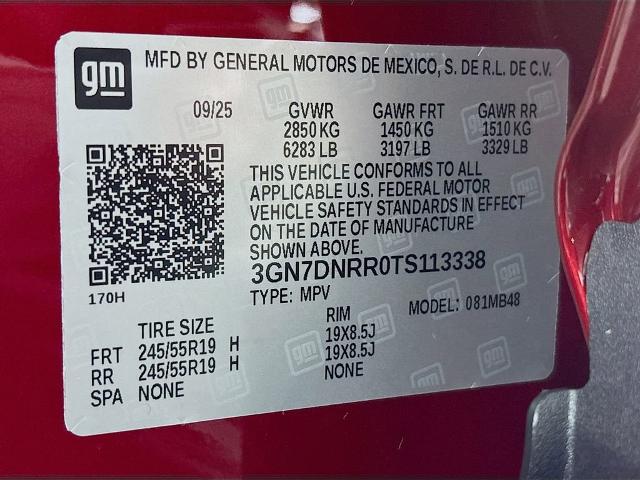 gm
MFD BY GENERAL MOTORS DE MEXICO, S. DE R.L. DE C.V.
09/25 GVWR GAWR FRT GAWR RR
2850 KG 1450 KG 1510 KG
6283 LB 3197 LB 3329 LB
THIS VEHICLE CONFORMS TO ALL
APPLICABLE U.S. FEDERAL MOTOR
VEHICLE SAFETY STANDARDS IN EFFECT
ON THE DATE OF MANUFACTURE
SHOWN ABOVE.
3GN7DNRR0TS113338
170H
TYPE: MPV MODEL: 081MB48
TIRE SIZE RIM
FRT 245/55R19 H 19X8.5J
RR 245/55R19 H 19X8.5J
SPA NONE NONE